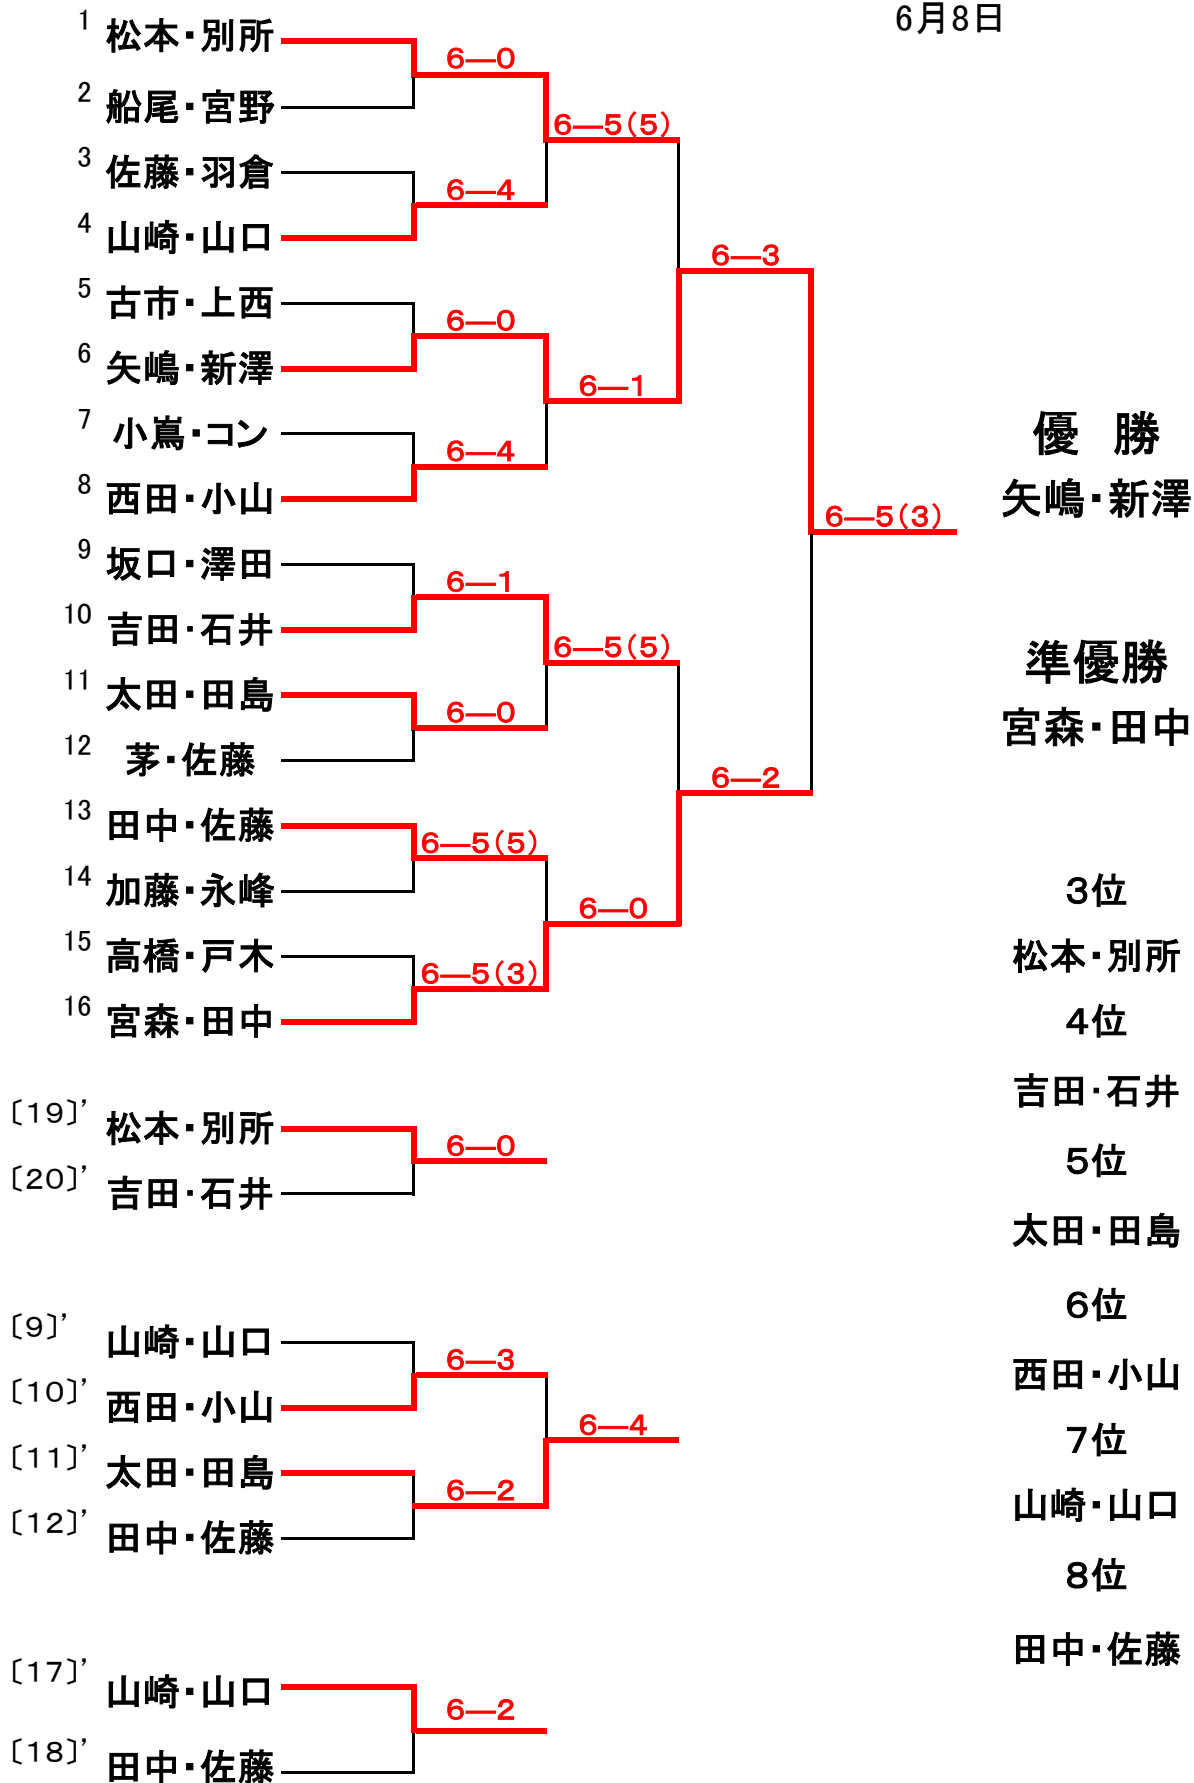 6月8日
1 松本・別所
6―0
2 船尾・宮野
6―5(5)
3 佐藤・羽倉
6―4
4 山崎・山口
6―3
5 古市・上西
6―0
6 矢嶋・新澤
6―1
7 小嶌・コン
6―4
8 西田・小山
6―5(3)
9 坂口・澤田
6―1
10 吉田・石井
6―5(5)
11 太田・田島
6―0
12 茅・佐藤
6―2
13 田中・佐藤
6―5(5)
14 加藤・永峰
6―0
15 高橋・戸木
6―5(3)
16 宮森・田中
〔19〕’ 松本・別所
6―0
〔20〕’ 吉田・石井
〔9〕’ 山崎・山口
6―3
〔10〕’ 西田・小山
6―4
〔11〕’ 太田・田島
6―2
〔12〕’ 田中・佐藤
〔17〕’ 山崎・山口
6―2
〔18〕’ 田中・佐藤
優 勝
矢嶋・新澤
準優勝
宮森・田中
3位
松本・別所
4位
吉田・石井
5位
太田・田島
6位
西田・小山
7位
山崎・山口
8位
田中・佐藤